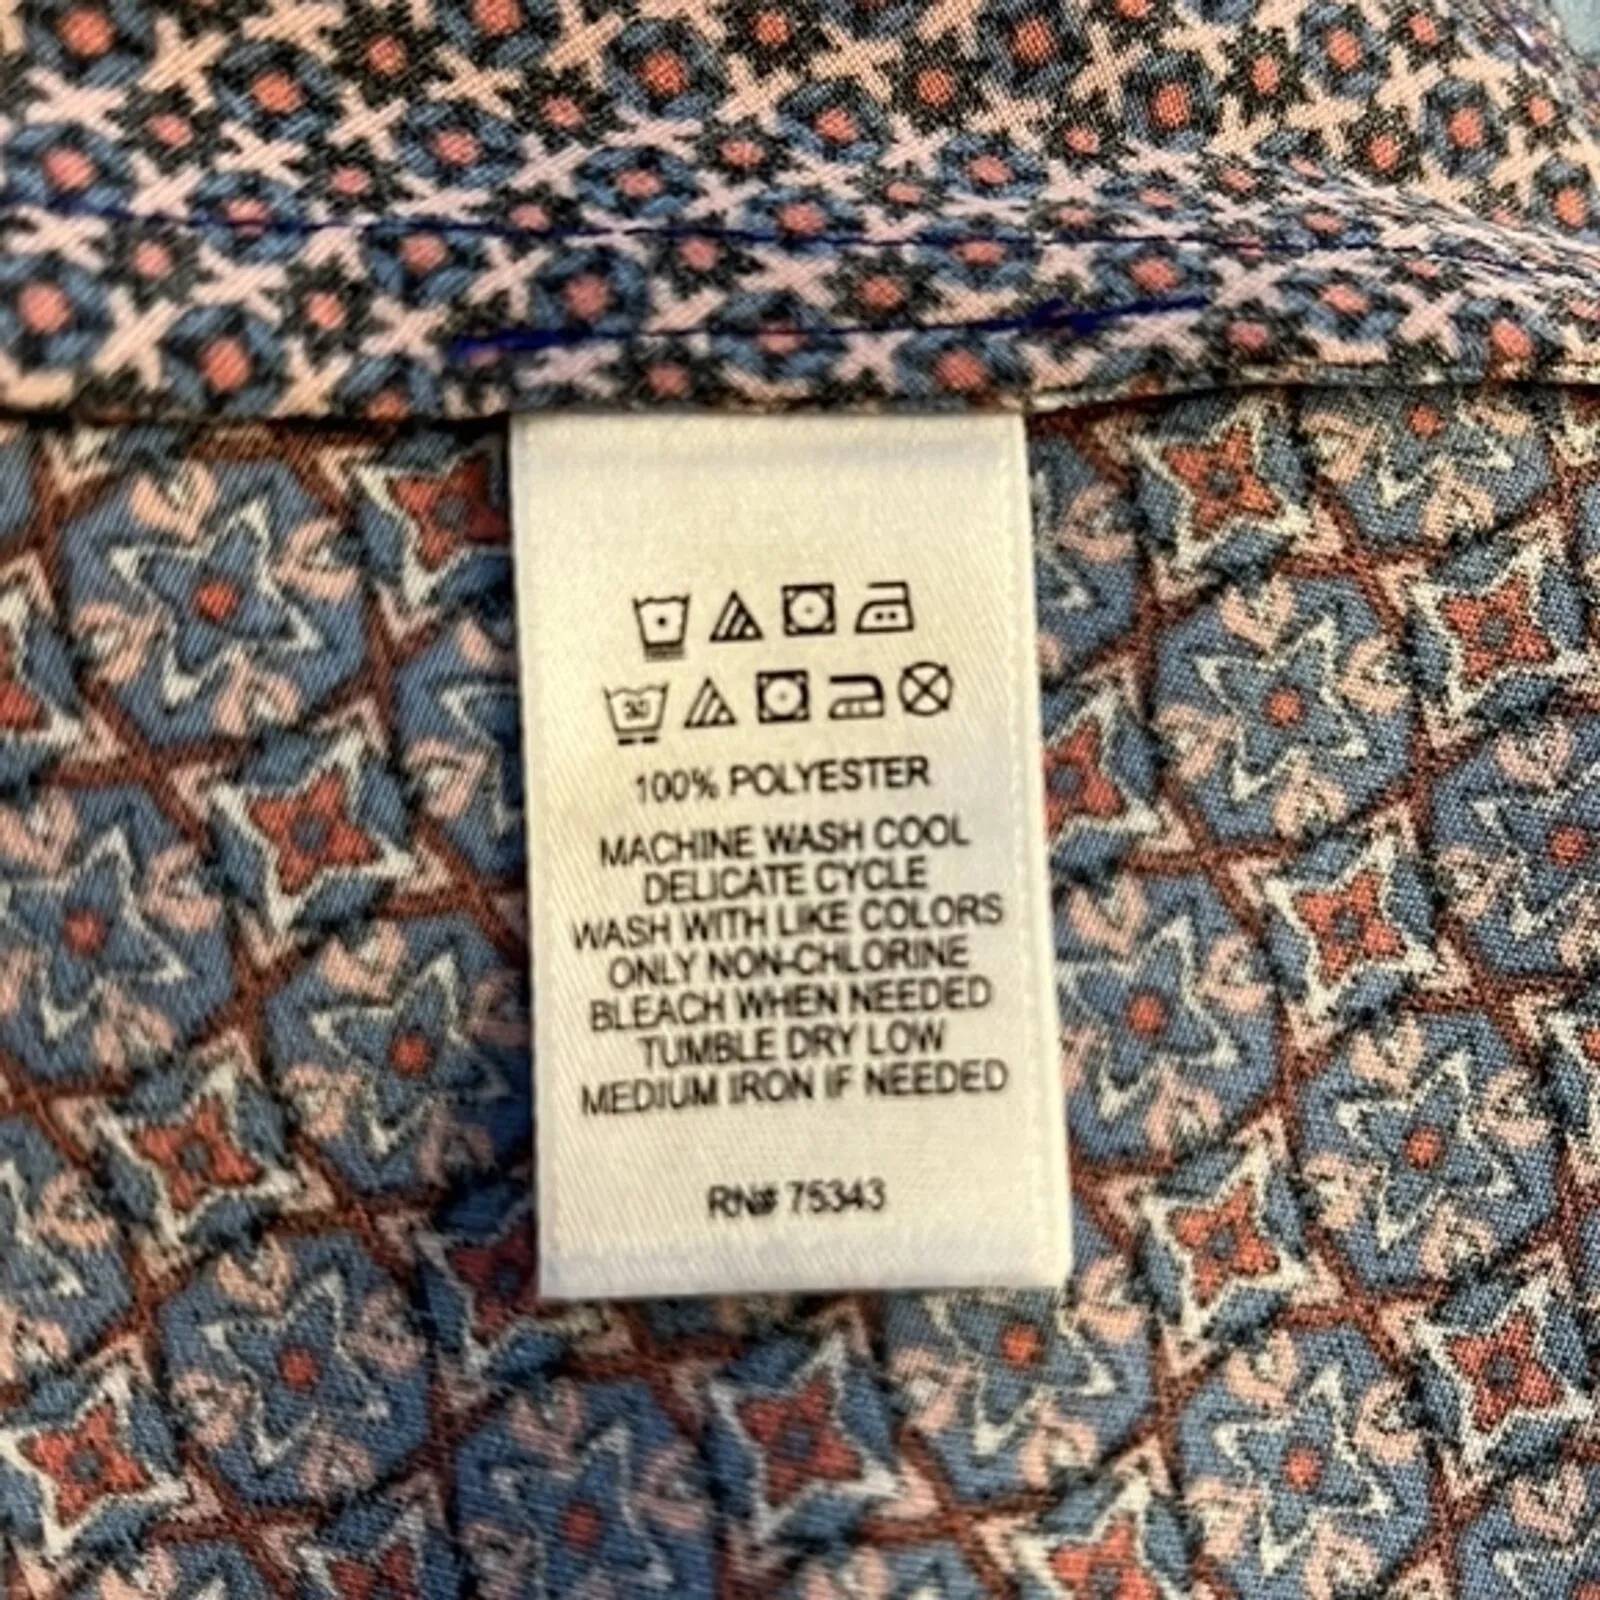 30
100% POLYESTER
MACHINE WASH COOL
DELICATE CYCLE
WASH WITH LIKE COLORS
ONLY NON-CHLORINE
BLEACH WHEN NEEDED
TUMBLE DRY LOW
MEDIUM IRON IF NEEDED
RN# 75343